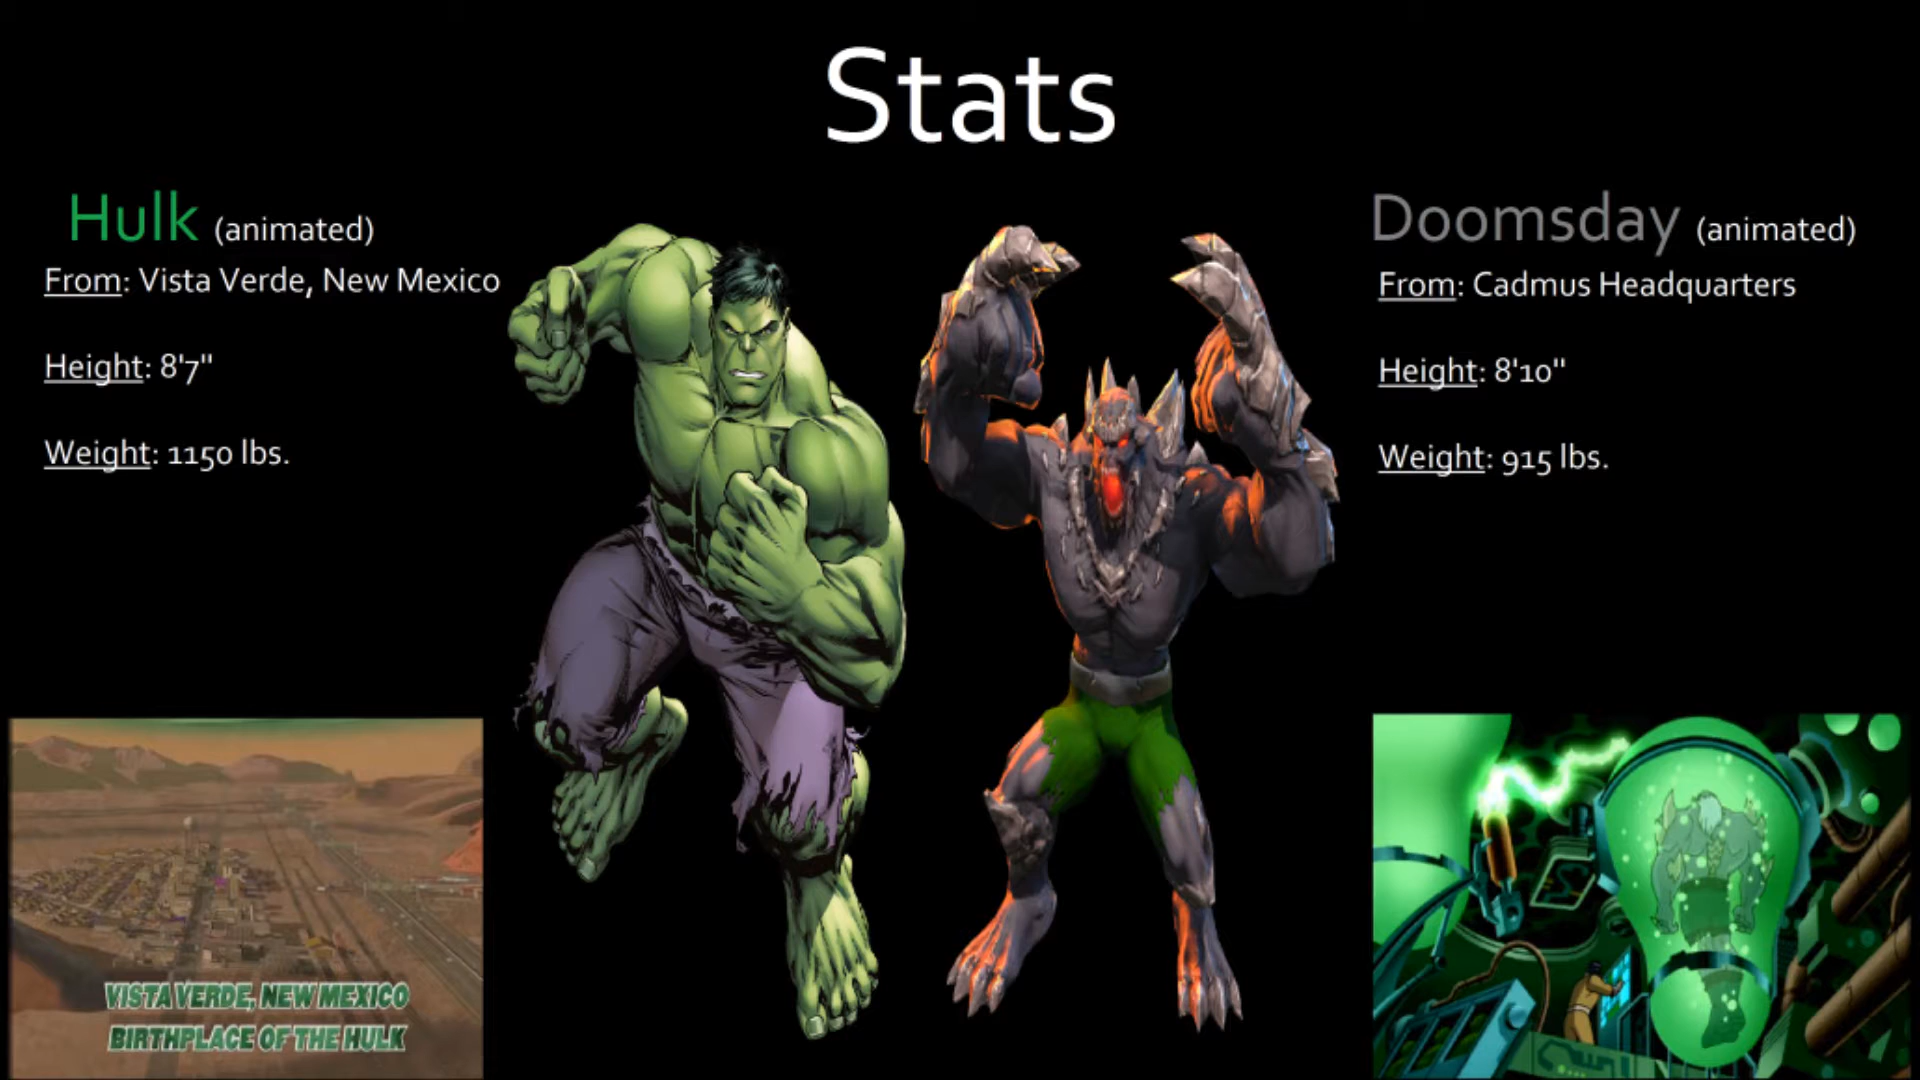 Stats
Hulk (animated)
From: Vista Verde, New Mexico
Height: 8'7"
Weight: 1150 lbs.
Doomsday (animated)
From: Cadmus Headquarters
Height: 8'10"
Weight: 915 lbs.
VISTA VERDE, NEW MEXICO
BIRTHPLACE OF THE HULK